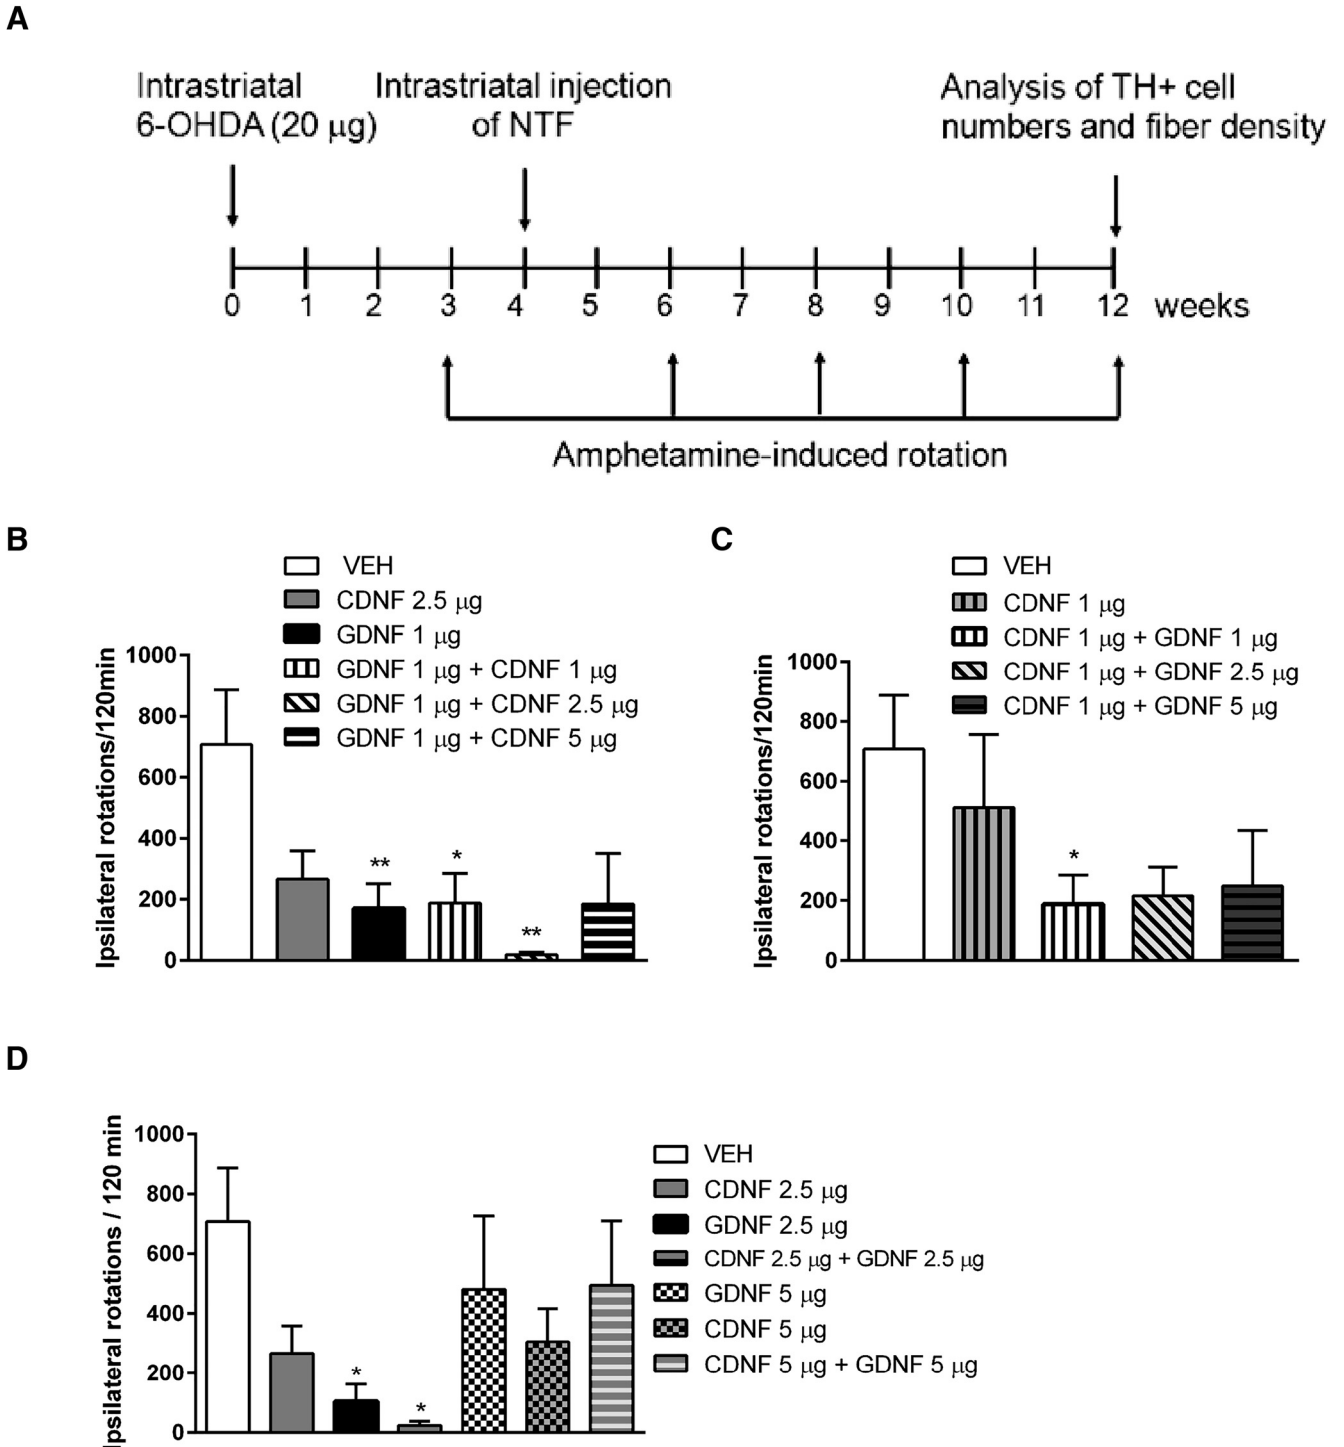 A
Intrastriatal
6-OHDA (20 µg)
Intrastriatal injection
of NTF
Analysis of TH+ cell
numbers and fiber density
0 1 2 3 4 5 6 7 8 9 10 11 12 weeks
Amphetamine-induced rotation
B
VEH
CDNF 2.5 µg
GDNF 1 µg
GDNF 1 µg + CDNF 1 µg
GDNF 1 µg + CDNF 2.5 µg
GDNF 1 µg + CDNF 5 µg
Ipsilateral rotations/120min
1000
800
600
400
200
0
**
*
**
C
VEH
CDNF 1 µg
CDNF 1 µg + GDNF 1 µg
CDNF 1 µg + GDNF 2.5 µg
CDNF 1 µg + GDNF 5 µg
Ipsilateral rotations/120min
1000
800
600
400
200
0
*
D
Ipsilateral rotations / 120 min
1000
800
600
400
200
0
*
*
VEH
CDNF 2.5 µg
GDNF 2.5 µg
CDNF 2.5 µg + GDNF 2.5 µg
GDNF 5 µg
CDNF 5 µg
CDNF 5 µg + GDNF 5 µg